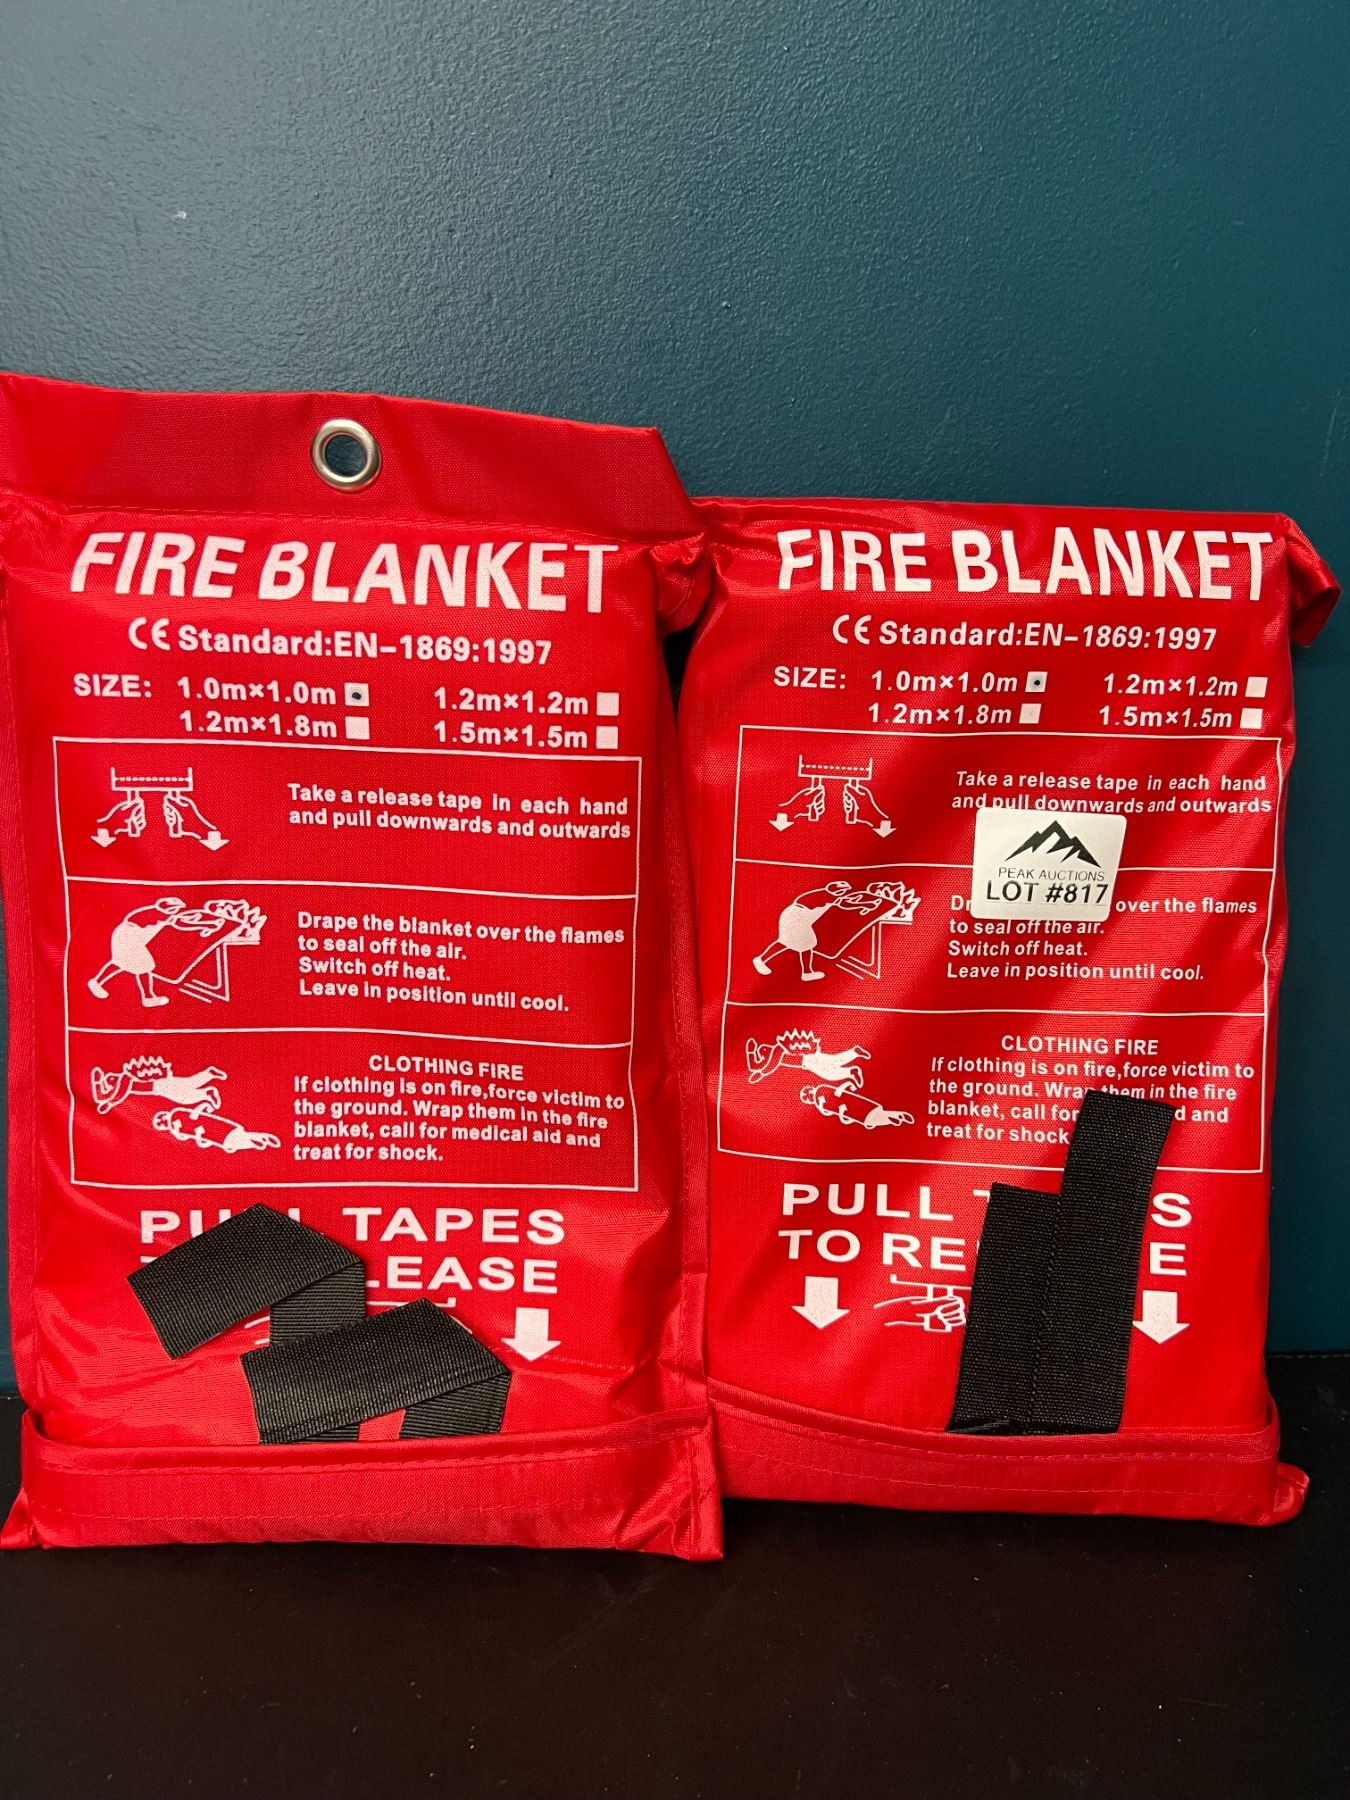 FIRE BLANKET
CE Standard:EN-1869:1997
SIZE: 1.0m×1.0m 1.2m×1.2m
1.2m×1.8m 1.5m×1.5m
Take a release tape in each hand
and pull downwards and outwards
Drape the blanket over the flames
to seal off the air.
Switch off heat.
Leave in position until cool.
CLOTHING FIRE
If clothing is on fire,force victim to
the ground. Wrap them in the fire
blanket, call for medical aid and
treat for shock.
PULL TAPES
LEASE
FIRE BLANKET
CE Standard:EN-1869:1997
SIZE: 1.0m×1.0m 1.2m×1.2m
1.2m×1.8m 1.5m×1.5m
Take a release tape in each hand
and pull downwards and outwards
PEAK AUCTIONS
LOT #817
Dr over the flames
to seal off the air.
Switch off heat.
Leave in position until cool.
CLOTHING FIRE
If clothing is on fire,force victim to
the ground. Wrap them in the fire
blanket, call for d and
treat for shock
PULL T S
TO RE E